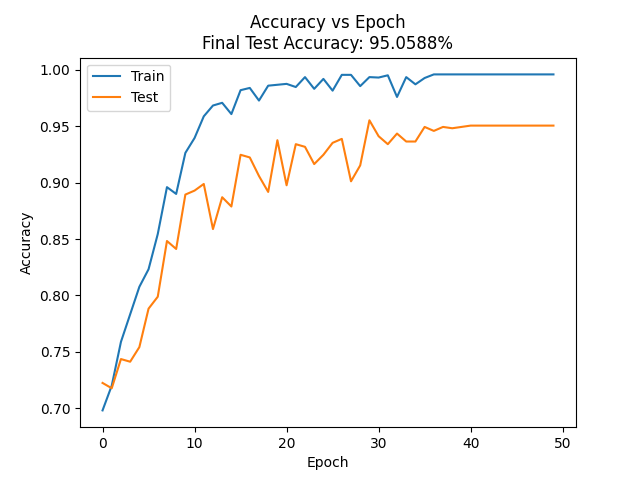 Accuracy vs Epoch
Final Test Accuracy: 95.0588%
Train
Test
Accuracy
1.00
0.95
0.90
0.85
0.80
0.75
0.70
0 10 20 30 40 50
Epoch